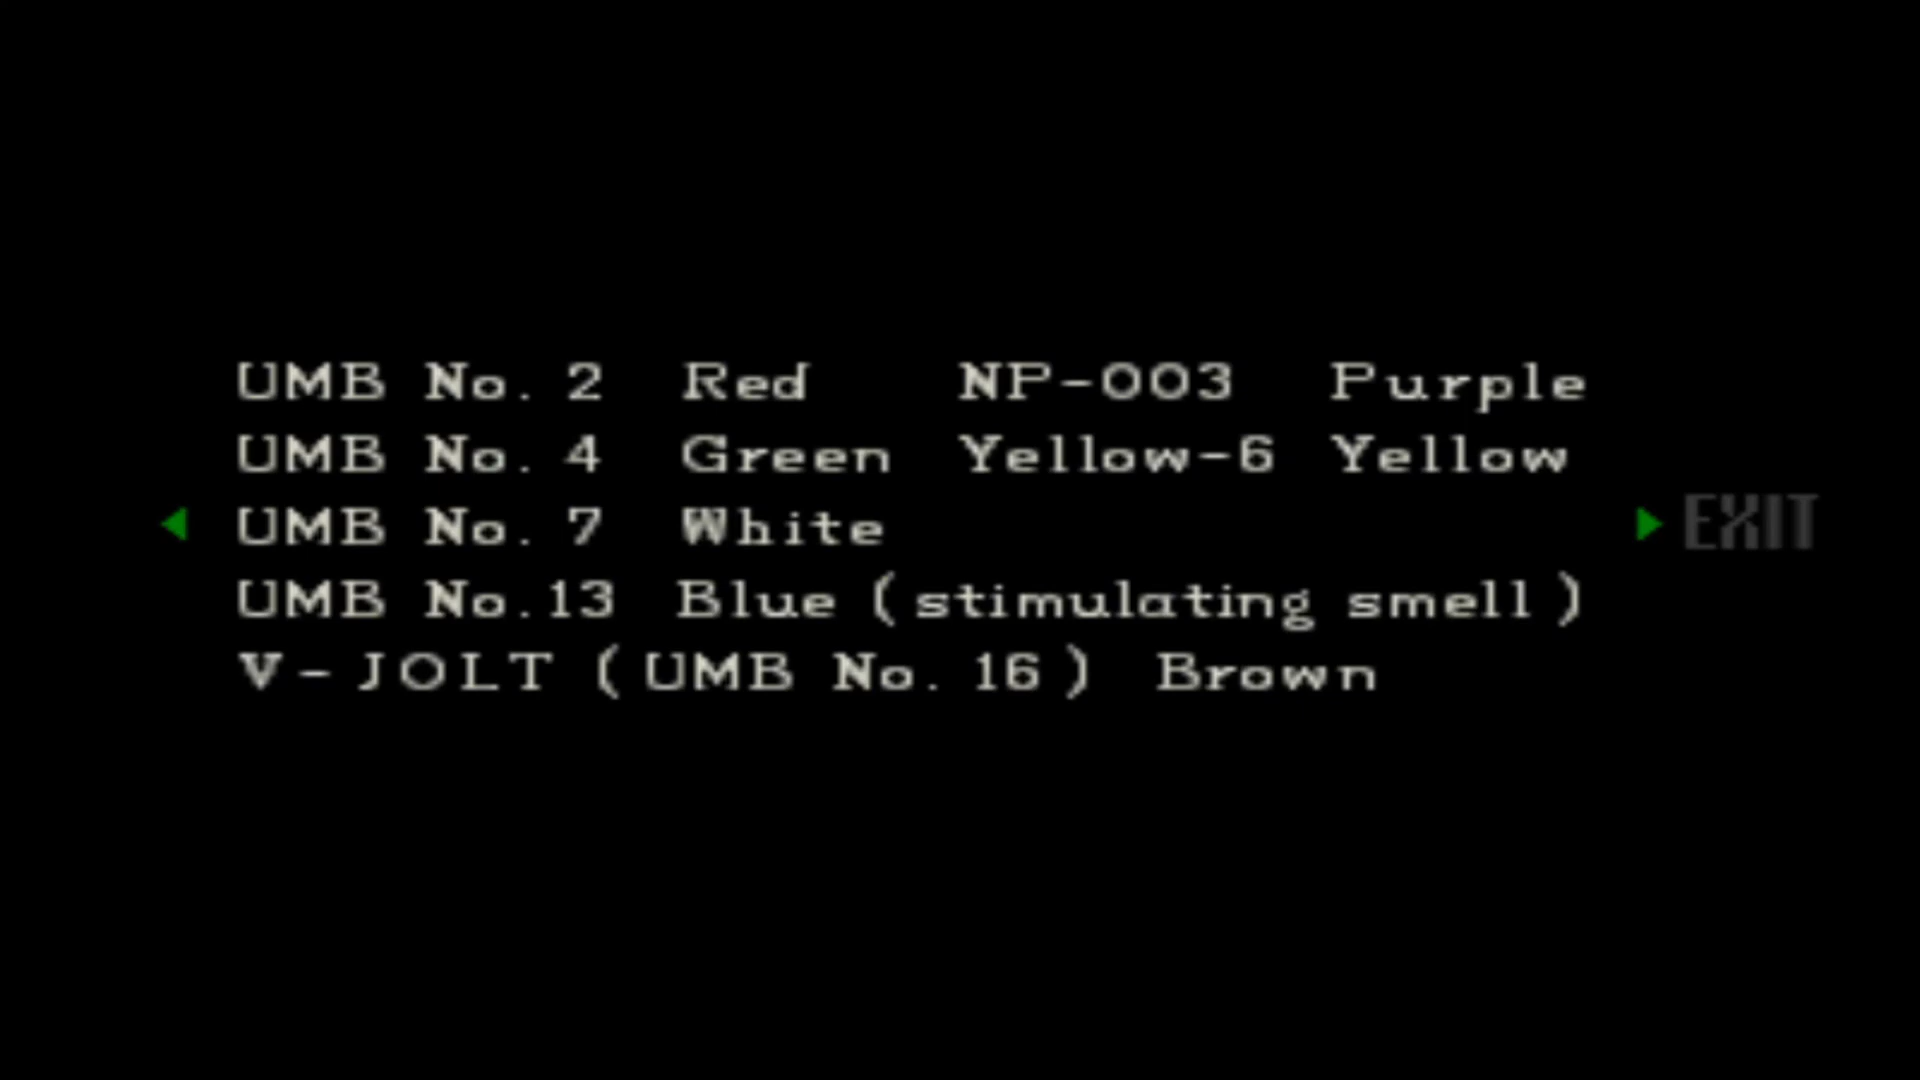 UMB No. 2 Red NP-003 Purple
UMB No. 4 Green Yellow-6 Yellow
UMB No. 7 White
EXIT
UMB No.13 Blue (stimulating smell)
V-JOLT (UMB No.16) Brown